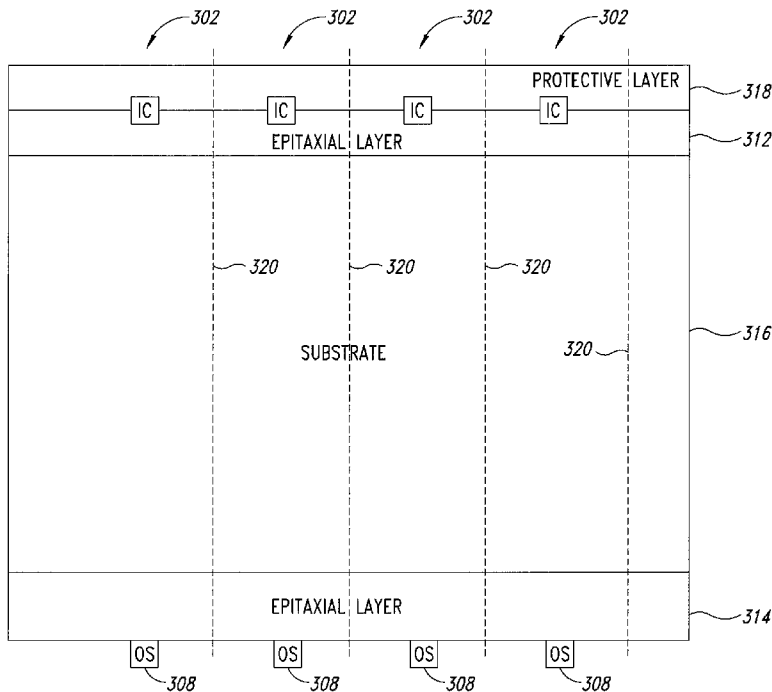 302 302 302 302
PROTECTIVE LAYER
318
IC IC IC IC
312
EPITAXIAL LAYER
320 320 320
316
SUBSTRATE
320
EPITAXIAL LAYER
314
OS OS OS OS
308 308 308 308